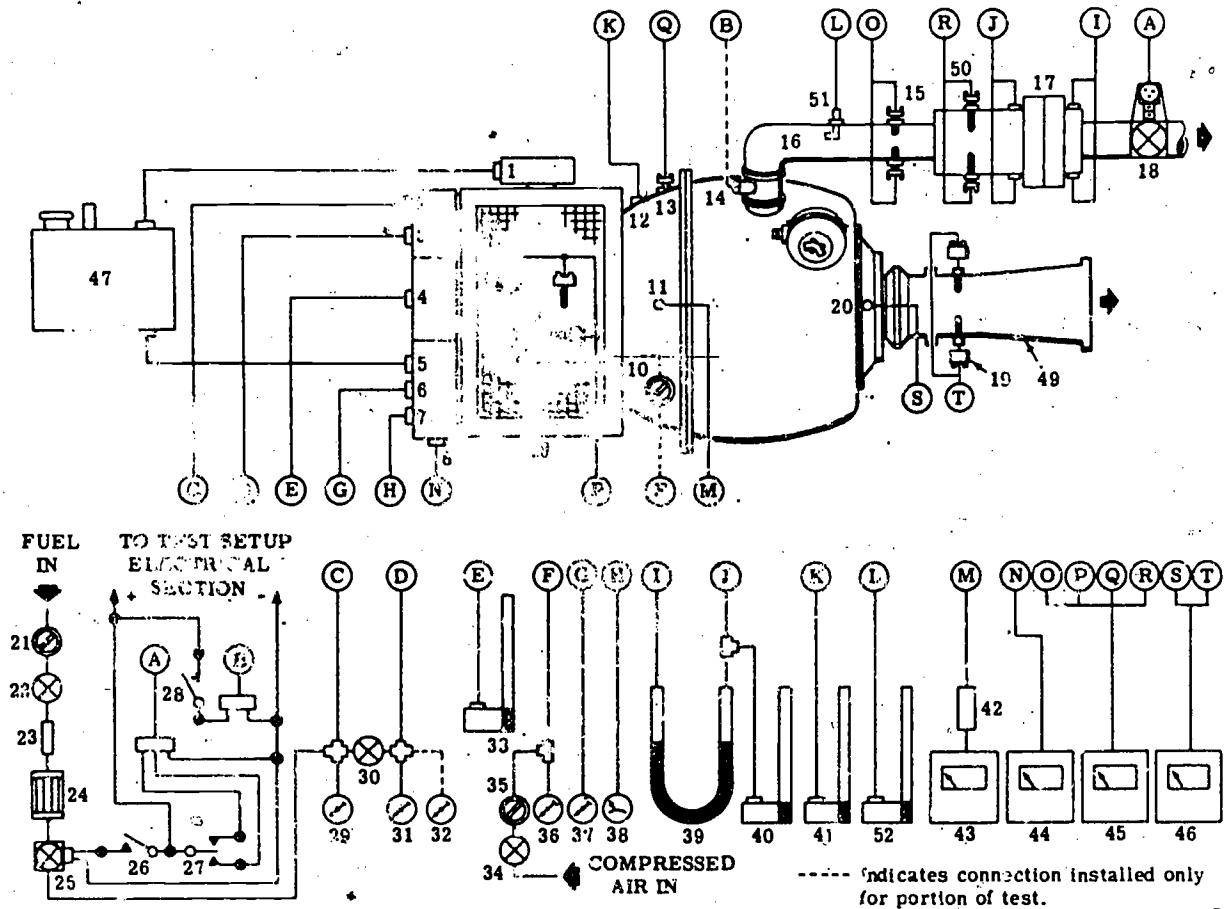 K Q B L O R J I A
50
17
15
51
16
1
18
12
13
14
47
4
11
20
5
10
6
7
19
49
S T
E G H N M
FUEL
IN
TO TEST SETUP
ELECTRICAL
SECTION
+ -
C D E F G H I J K L M N O P Q R S T
21
A B
28
22
42
23
33
30
35
24
29 31 32 36 37 38 39 40 41 52 43 44 45 46
26 27
34
25
COMPRESSED
AIR IN
Indicates connection installed only
for portion of test.